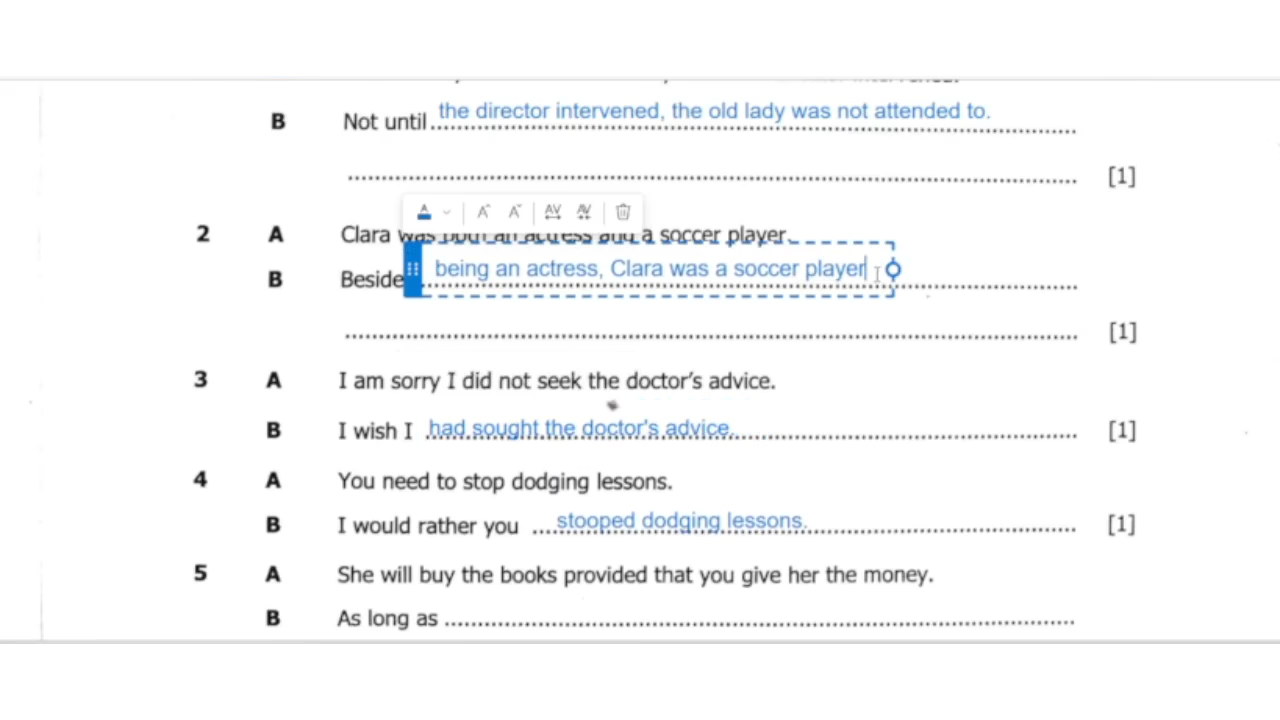 B Not until the director intervened, the old lady was not attended to.
[1]
2 A Clara was both an actress and a soccer player.
B Beside being an actress, Clara was a soccer player
[1]
3 A I am sorry I did not seek the doctor's advice.
B I wish I had sought the doctor's advice. [1]
4 A You need to stop dodging lessons.
B I would rather you stooped dodging lessons. [1]
5 A She will buy the books provided that you give her the money.
B As long as